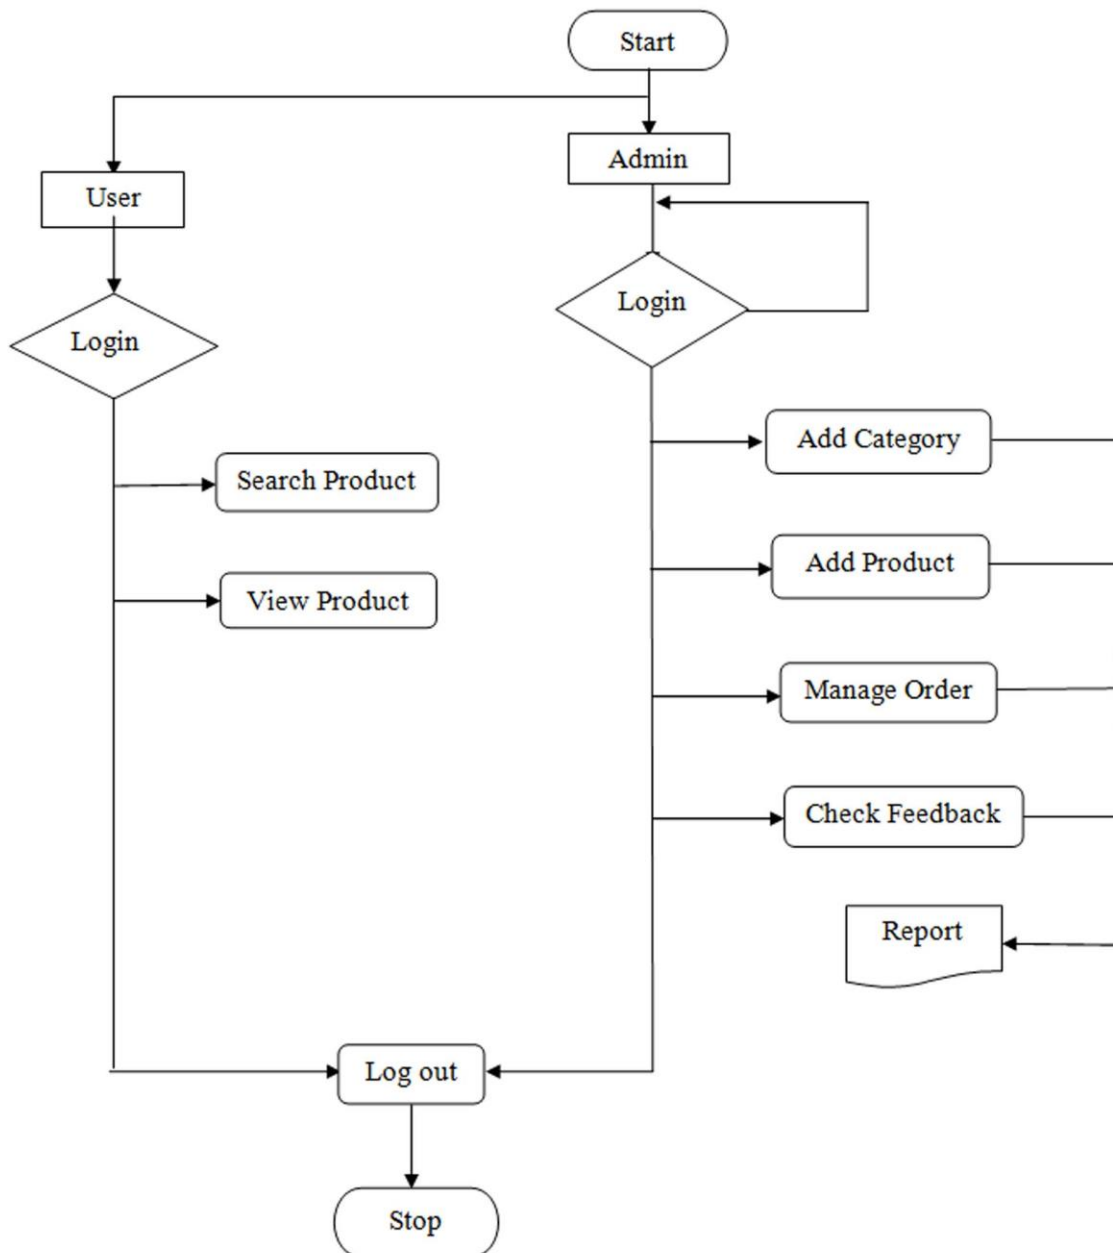 Start
Admin
User
Login
Login
Add Category
Search Product
Add Product
View Product
Manage Order
Check Feedback
Report
Log out
Stop